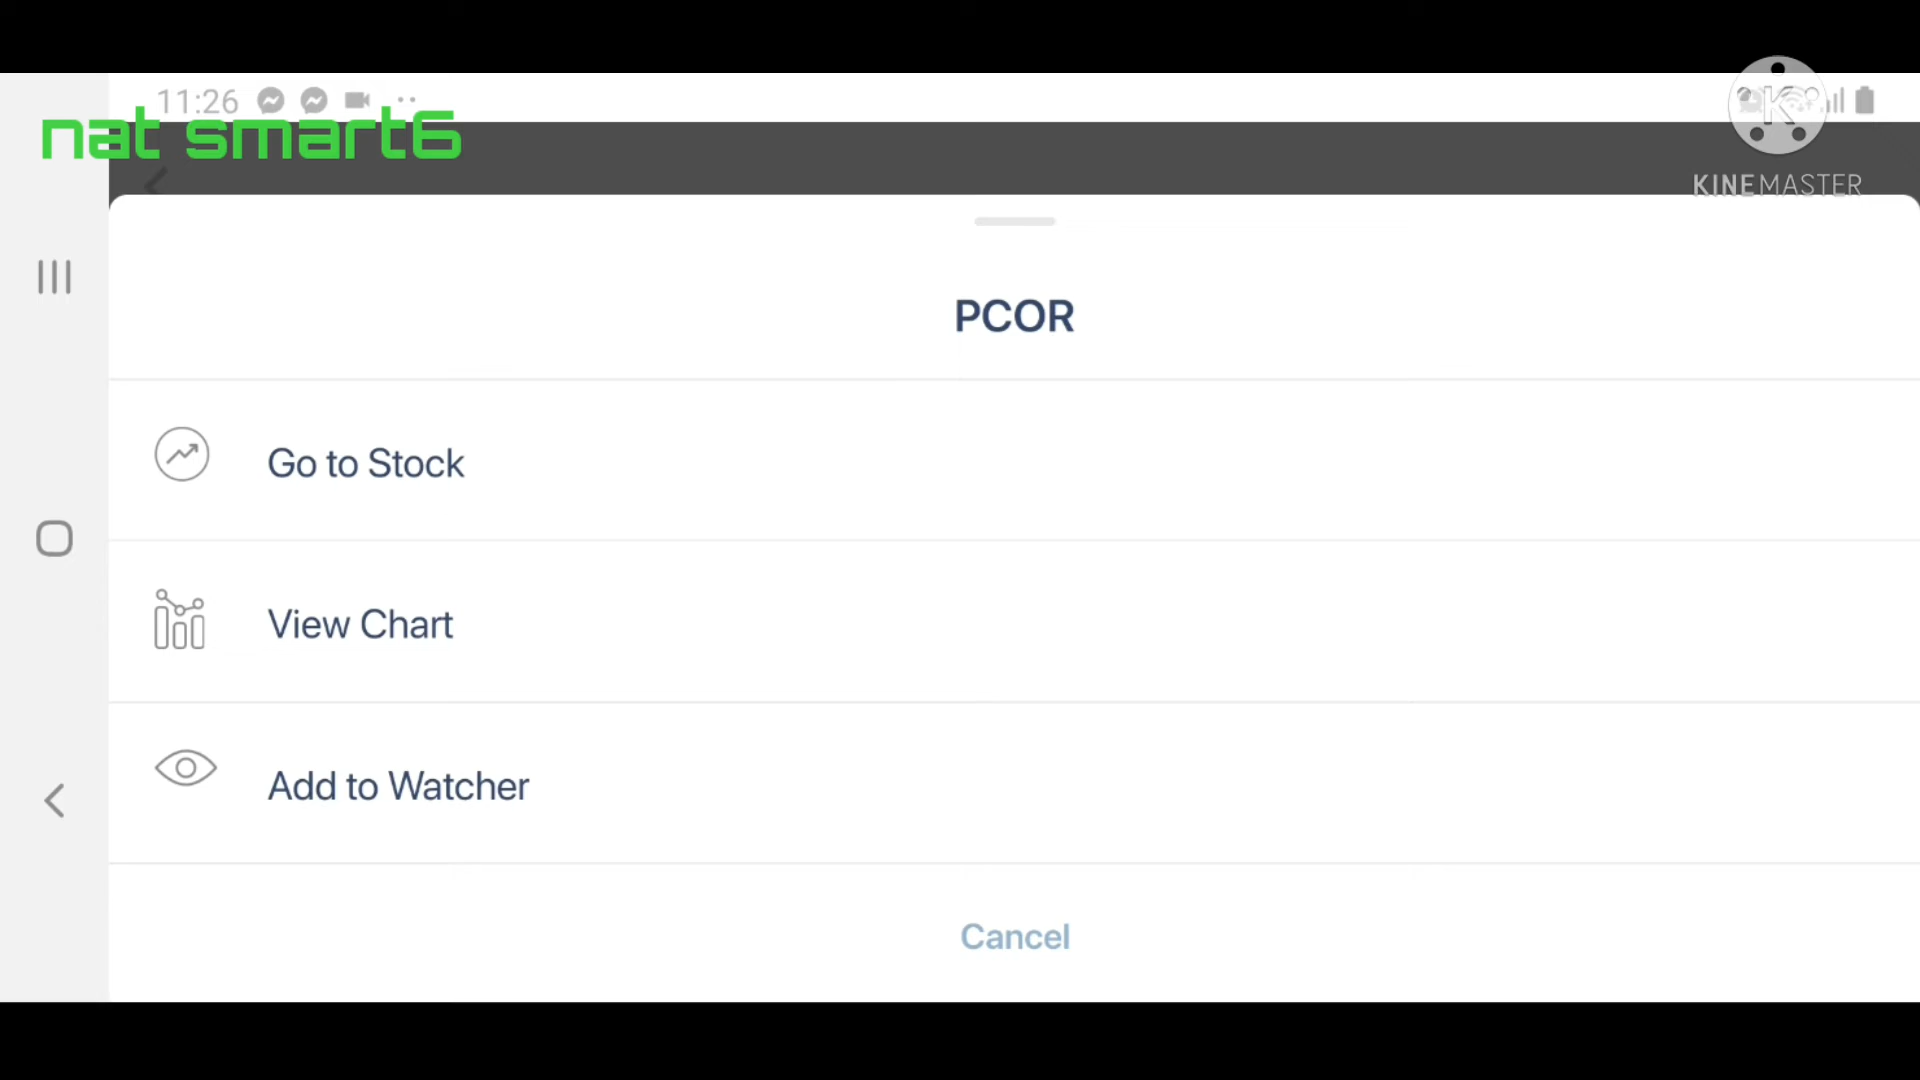 11:26
nat smart6
KINEMASTER
PCOR
Go to Stock
View Chart
Add to Watcher
Cancel